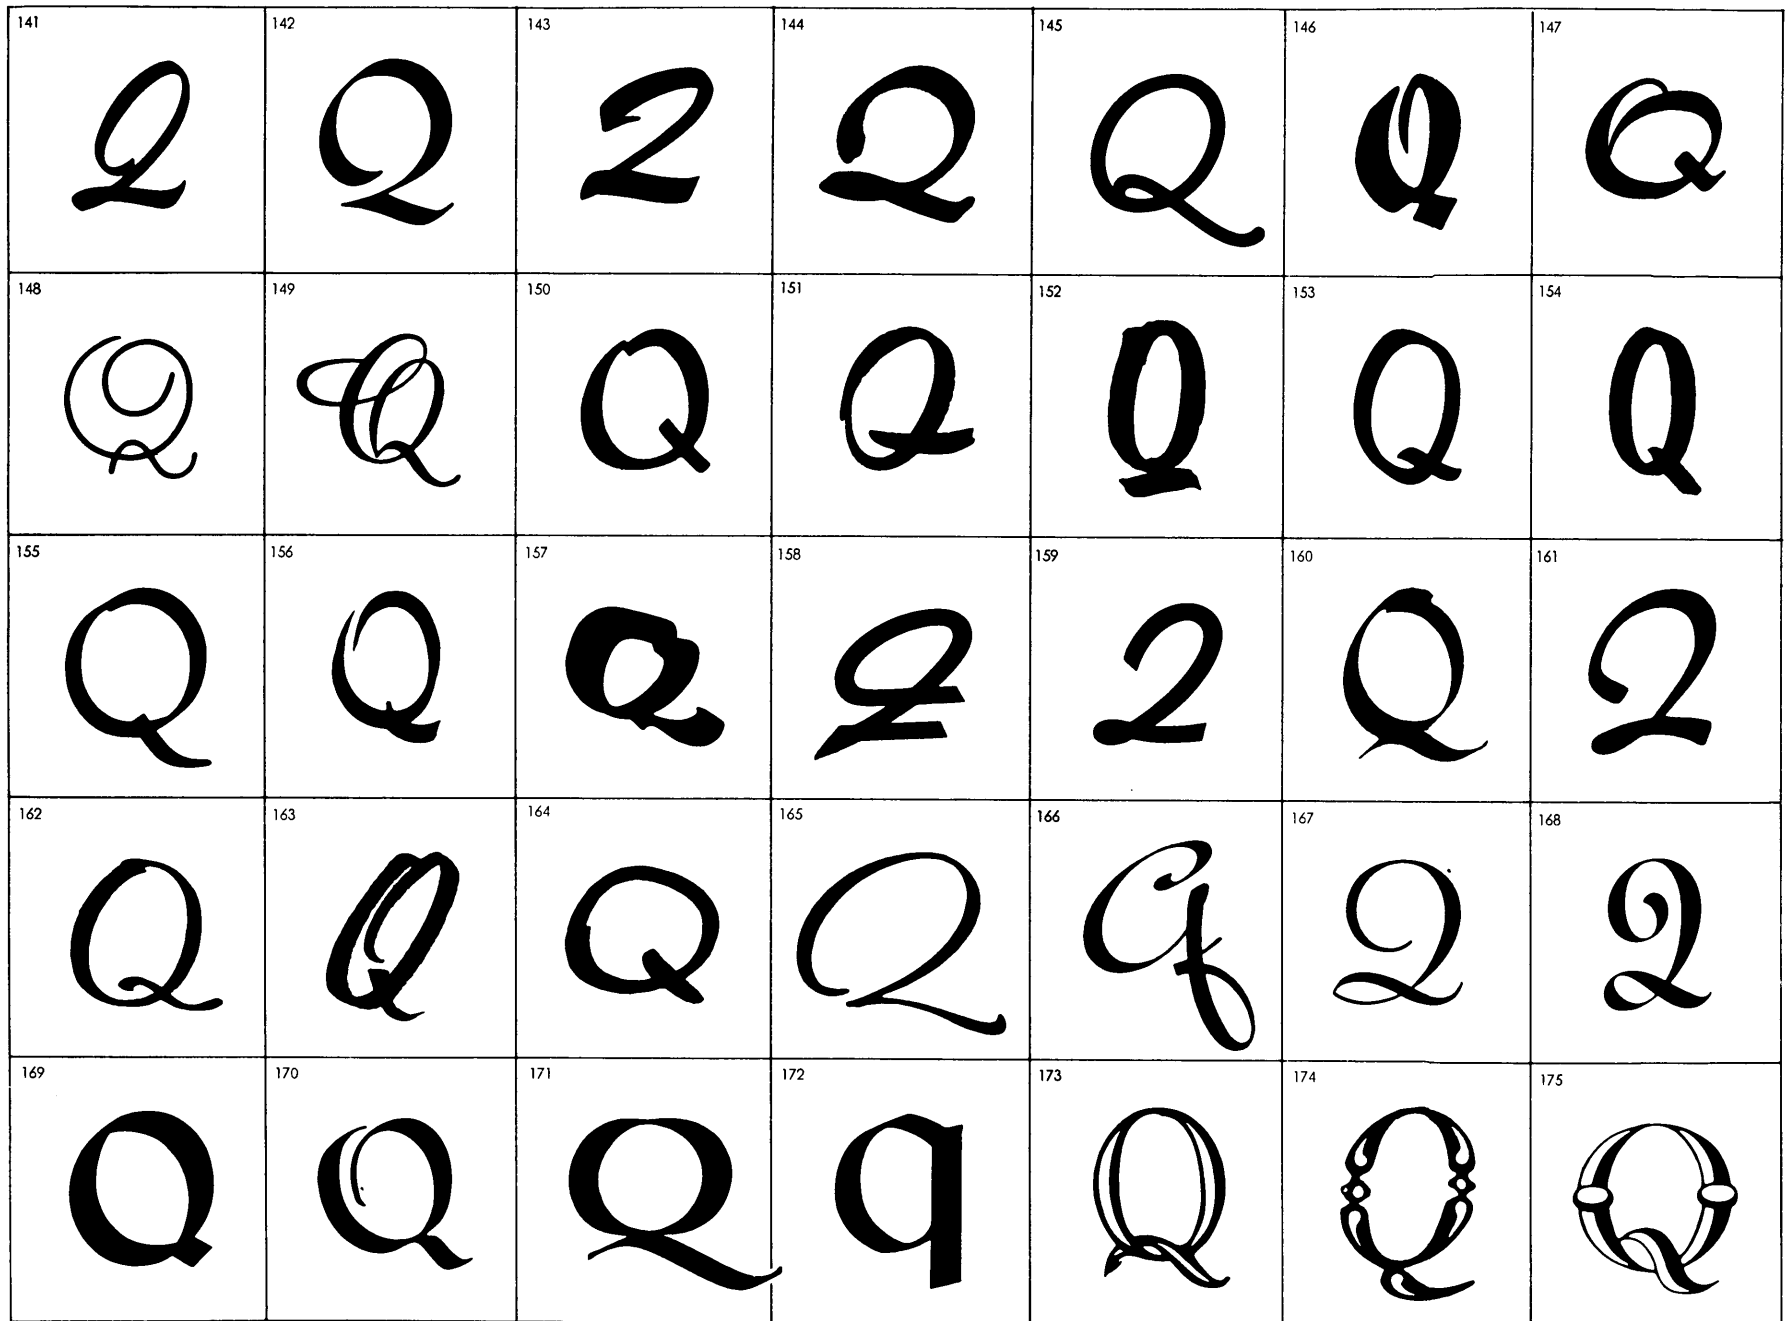 141 142 143 144 145 146 147
Q Q Q Q Q Q Q
148 149 150 151 152 153 154
Q Q Q Q Q Q Q
155 156 157 158 159 160 161
Q Q Q Q Q Q Q
162 163 164 165 166 167 168
Q Q Q Q q Q Q
169 170 171 172 173 174 175
Q Q Q q Q Q Q